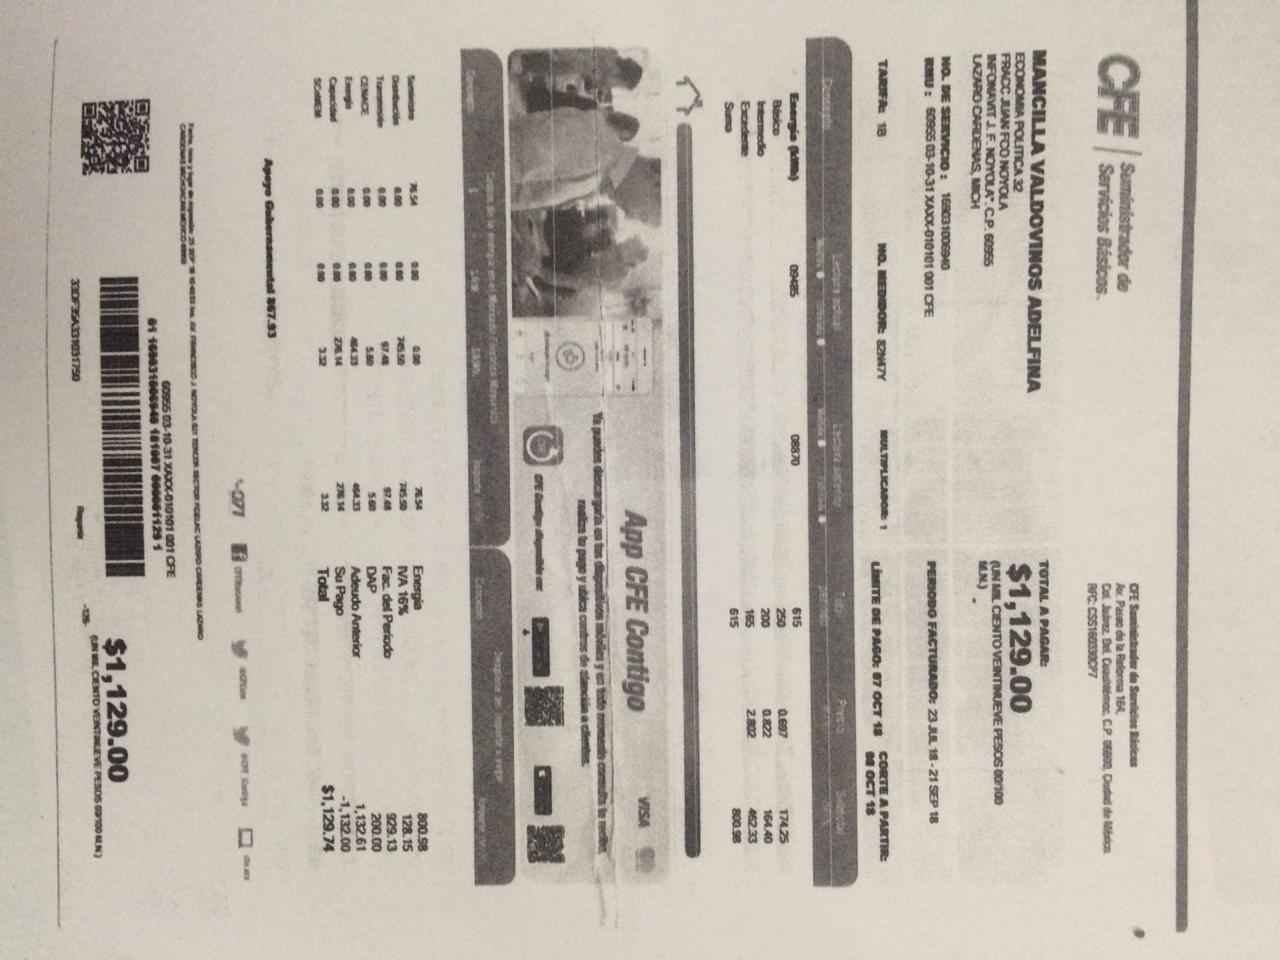 CFE Suministrador de
Servicios Básicos.
CFE Suministrador de Servicios Básicos
Av. Paseo de la Reforma 164,
Col. Juárez, Del. Cuauhtémoc, C.P. 06600, Ciudad de México.
RFC: CSS160330CP7
MANCILLA VALDOVINOS ADELFINA
ECONOMIA POLITICA 32
FRACC JUAN FCO NOYOLA
INFONAVIT J. F. NOYOLA*. C.P. 60955
LAZARO CARDENAS, MICH
TOTAL A PAGAR:
$1,129.00
(UN MIL CIENTO VEINTINUEVE PESOS 00/100
M.N.)
NO. DE SERVICIO : 169031006940
RMU : 60955 03-10-31 XAXX-010101 001 CFE
PERIODO FACTURADO: 23 JUL 18 - 21 SEP 18
TARIFA: 1B NO. MEDIDOR: 82N47Y MULTIPLICADOR: 1 LÍMITE DE PAGO: 07 OCT 18 CORTE A PARTIR:
08 OCT 18
Concepto Lectura actual Lectura anterior Total Precio Subtotal
Medida Estimada Medida Estimada periodo
Energía (kWh) 09485 08870 615
Básico 250 0.697 174.25
Intermedio 200 0.822 164.40
Excedente 165 2.802 462.33
Suma 615 800.98
App CFE Contigo VISA
Ya puedes descargarla en tus dispositivos móviles y en todo momento consulta tu recibo,
realiza tu pago y ubica centros de atención a clientes.
CFE Contigo disponible en:
Costos de la energía en el Mercado Eléctrico Mayorista
Concepto $ $/kW $/kWh Importe
Desglose del importe a pagar
Concepto Importe
Suministro 76.54 0.00 0.00 76.54
Distribución 0.00 0.00 745.50 745.50
Transmisión 0.00 0.00 97.48 97.48
CENACE 0.00 0.00 5.60 5.60
Energía 0.00 0.00 464.33 464.33
Capacidad 0.00 0.00 276.14 276.14
SCnMEM 0.00 0.00 3.32 3.32
Energía 800.98
IVA 16% 128.15
Fac. del Periodo 929.13
DAP 200.00
Adeudo Anterior 1,132.61
Su Pago -1,132.00
Total $1,129.74
Apoyo Gubernamental 867.93
071 CFENacional @CFEmx @CFE_Contigo cfe.mx
Fecha, hora y lugar de impresión: 25 SEP 18 hrs. AV. FRANCISCO J. NOYOLA 821 TERCER SECTOR FIDELAC LAZARO CARDENAS LAZARO
CARDENAS MICHOACAN MEXICO 60950
60955 03-10-31 XAXX-010101 001 CFE
01 169031006940 181007 000001129 1
33DF35A331031750
Repartir
-126-
$1,129.00
(UN MIL CIENTO VEINTINUEVE PESOS 00/100 M.N.)